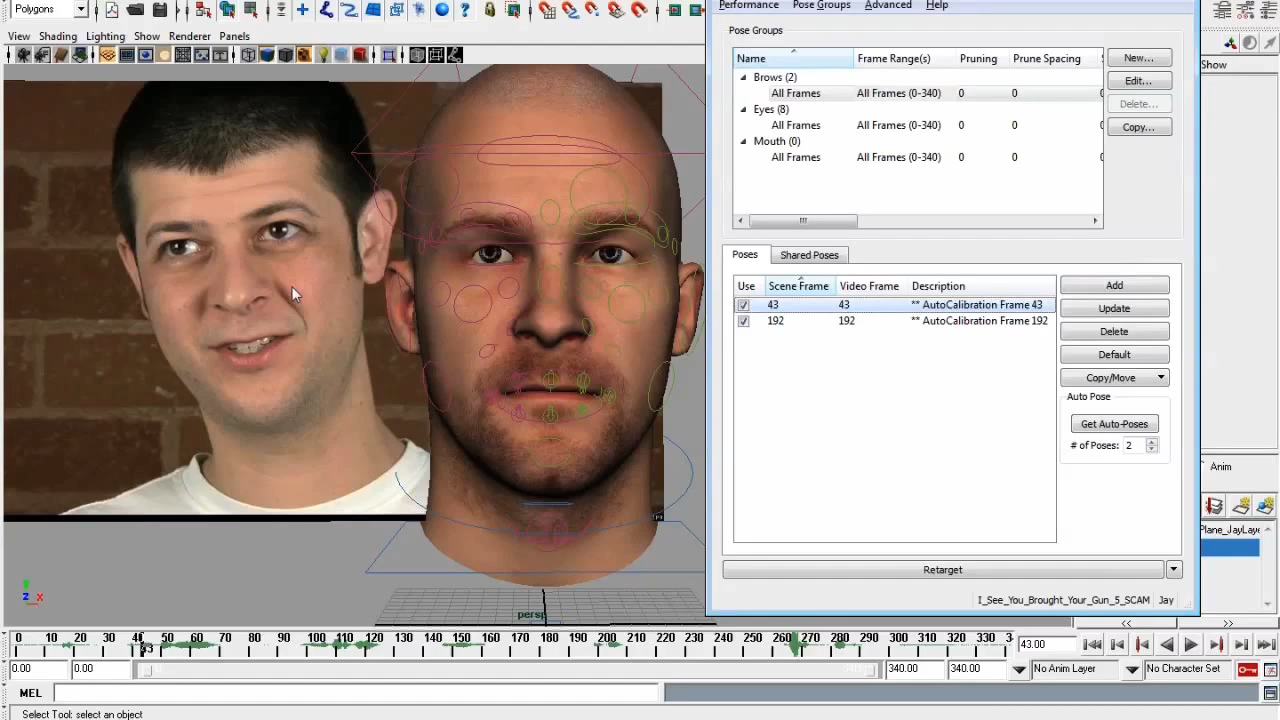 Polygons
Performance Pose Groups Advanced Help
View Shading Lighting Show Renderer Panels
Pose Groups
Name Frame Range(s) Pruning Prune Spacing
New...
Show
Brows (2)
Edit...
All Frames All Frames (0-340) 0 0
Delete...
Eyes (8)
All Frames All Frames (0-340) 0 0
Copy...
Mouth (0)
All Frames All Frames (0-340) 0 0
Poses Shared Poses
Use Scene Frame Video Frame Description
Add
43 43 ** AutoCalibration Frame 43
Update
192 192 ** AutoCalibration Frame 192
Delete
Default
Copy/Move
Auto Pose
Get Auto-Poses
# of Poses: 2
Anim
Plane_JayLaye
Retarget
I_See_You_Brought_Your_Gun_5_SCAM Jay
z x
persp
<< >>
0 10 20 30 40 50 60 70 80 90 100 110 120 130 140 150 160 170 180 190 200 210 220 230 240 250 260 270 280 290 300 310 320 330 3
43
43.00
0.00 0.00 340.00 340.00 No Anim Layer No Character Set
MEL
Select Tool: select an object